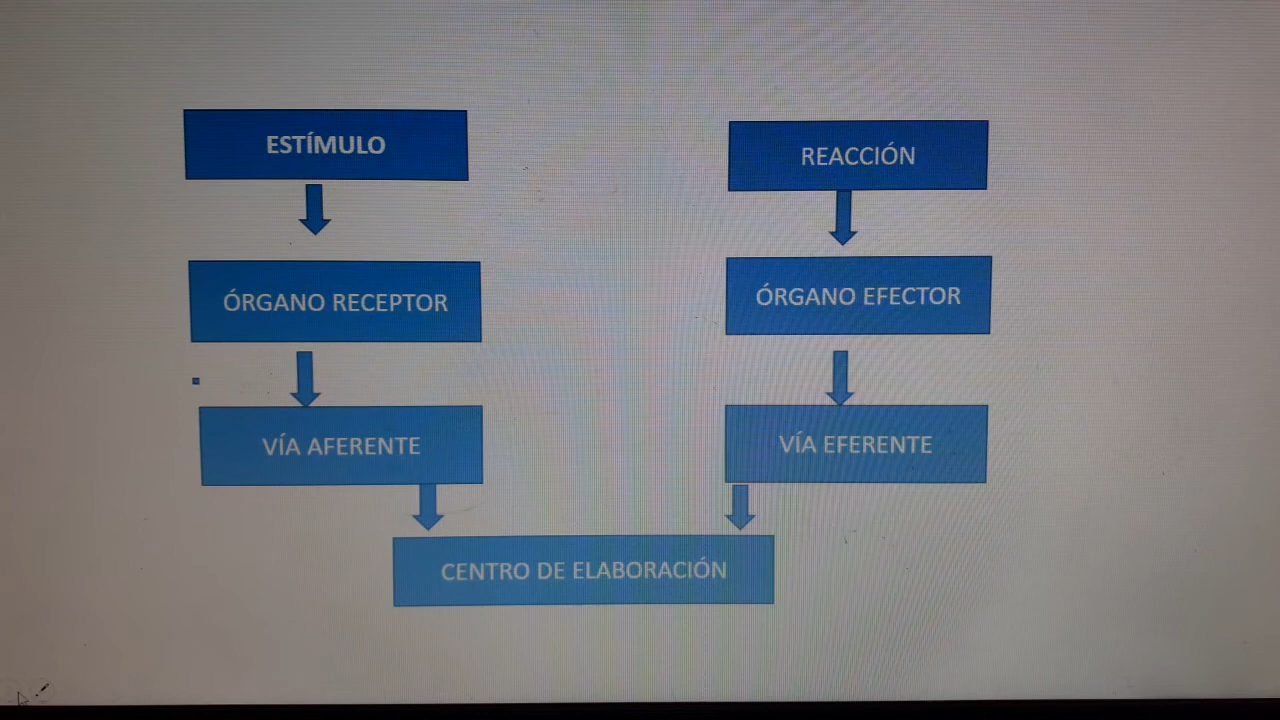 ESTÍMULO
REACCIÓN
ÓRGANO RECEPTOR
ÓRGANO EFECTOR
VÍA AFERENTE
VÍA EFERENTE
CENTRO DE ELABORACIÓN